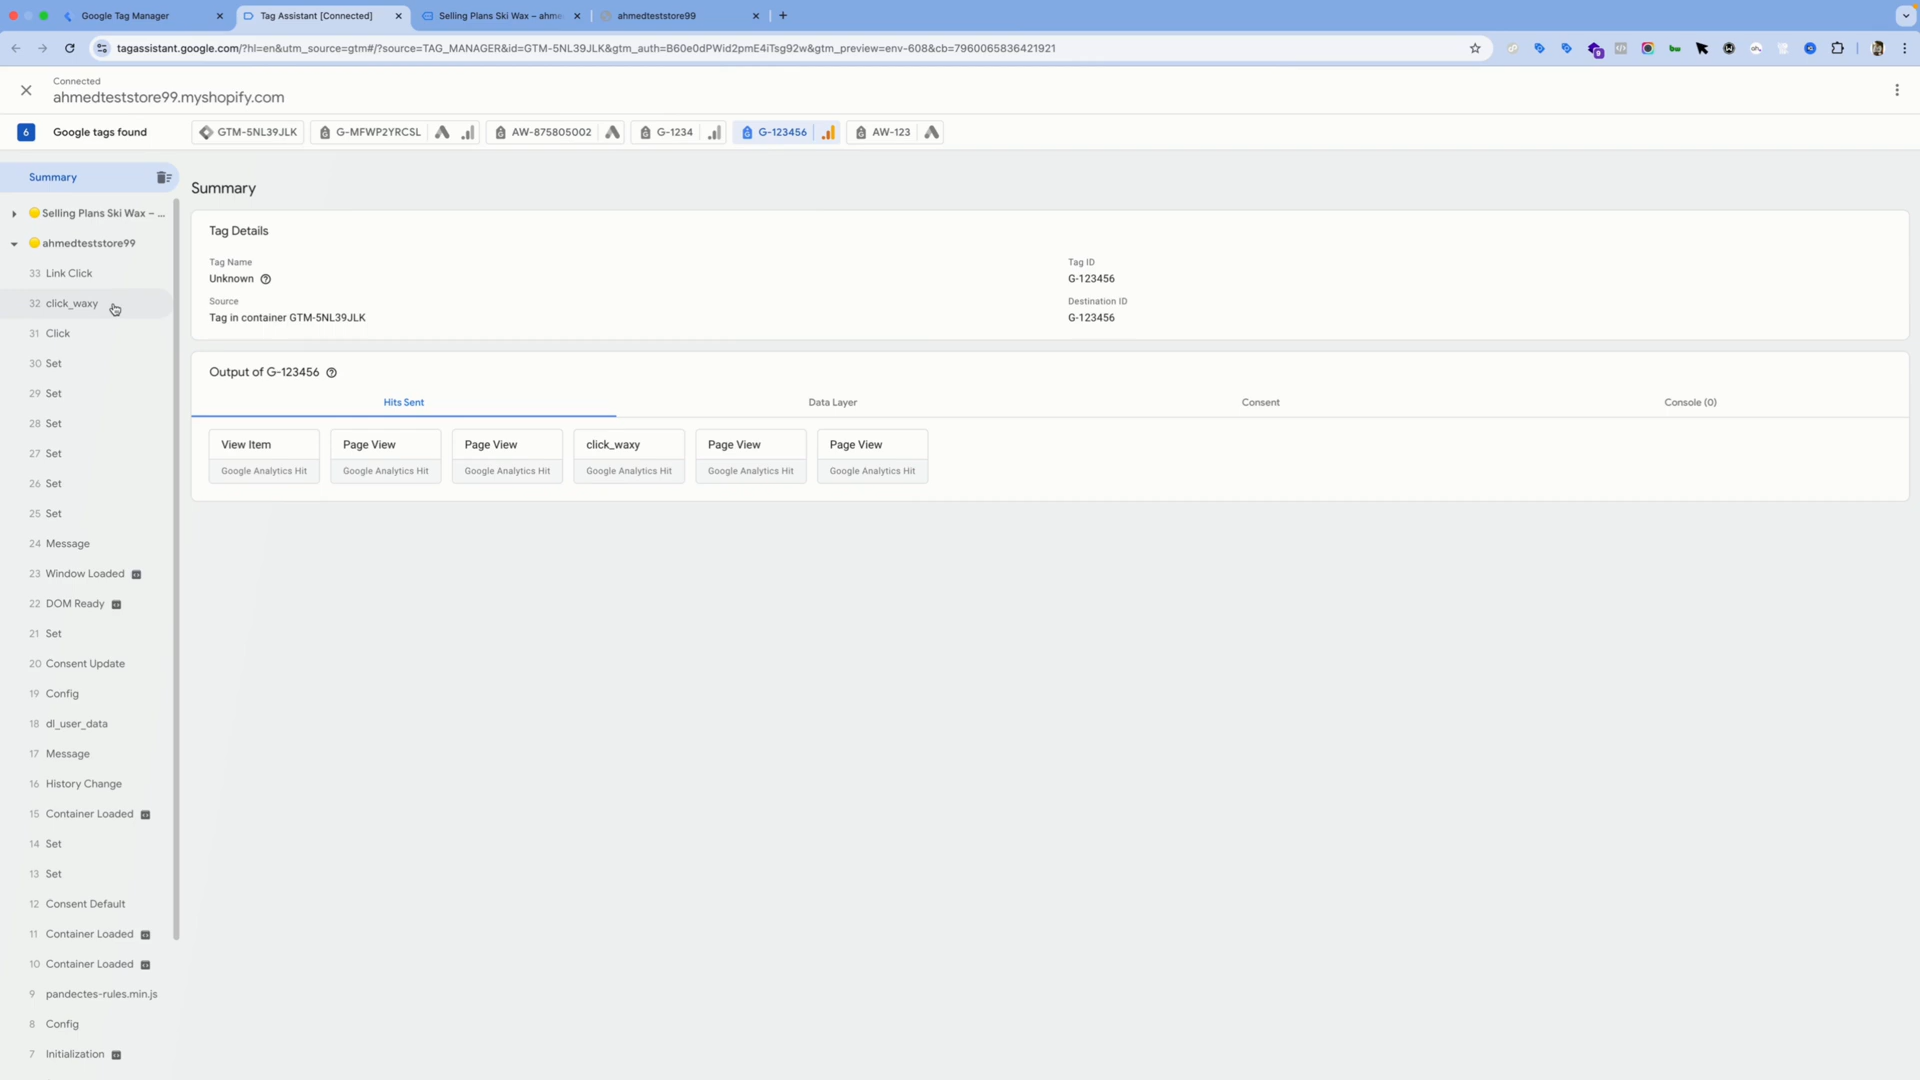 Google Tag Manager
Tag Assistant [Connected]
Selling Plans Ski Wax – ahme
ahmedteststore99
tagassistant.google.com/?hl=en&utm_source=gtm#/?source=TAG_MANAGER&id=GTM-5NL39JLK&gtm_auth=B60e0dPWid2pmE4iTsg92w&gtm_preview=env-608&cb=7960065836421921
Connected
ahmedteststore99.myshopify.com
6 Google tags found
GTM-5NL39JLK
G-MFWP2YRCSL
AW-875805002
G-1234
G-123456
AW-123
Summary
Selling Plans Ski Wax – ...
ahmedteststore99
33 Link Click
32 click_waxy
31 Click
30 Set
29 Set
28 Set
27 Set
26 Set
25 Set
24 Message
23 Window Loaded
22 DOM Ready
21 Set
20 Consent Update
19 Config
18 dl_user_data
17 Message
16 History Change
15 Container Loaded
14 Set
13 Set
12 Consent Default
11 Container Loaded
10 Container Loaded
9 pandectes-rules.min.js
8 Config
7 Initialization
Summary
Tag Details
Tag Name
Unknown
Tag ID
G-123456
Source
Tag in container GTM-5NL39JLK
Destination ID
G-123456
Output of G-123456
Hits Sent
Data Layer
Consent
Console (0)
View Item
Google Analytics Hit
Page View
Google Analytics Hit
Page View
Google Analytics Hit
click_waxy
Google Analytics Hit
Page View
Google Analytics Hit
Page View
Google Analytics Hit